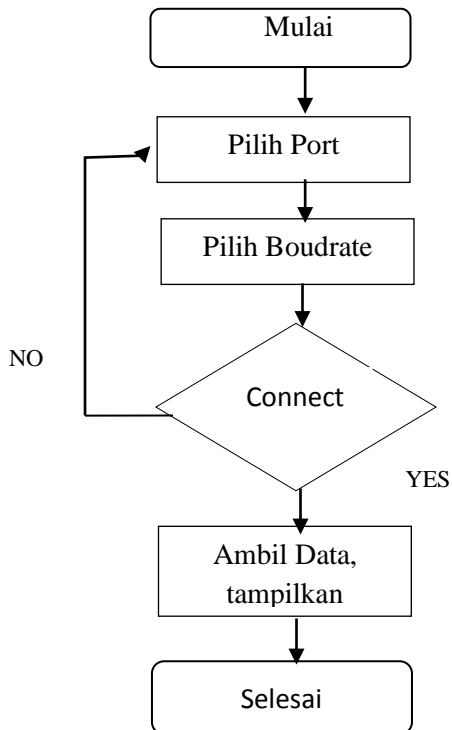 Mulai
Pilih Port
Pilih Boudrate
NO
Connect
YES
Ambil Data,
tampilkan
Selesai